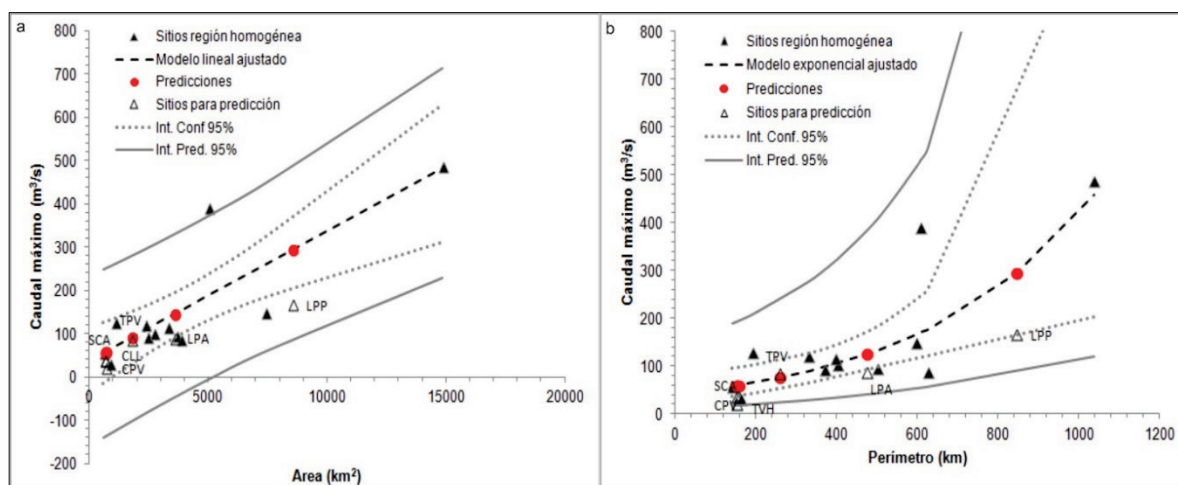 a
Caudal máximo (m³/s)
800
700
600
500
400
300
200
100
0
-100
-200
Sitios región homogénea
Modelo lineal ajustado
Predicciones
Sitios para predicción
Int. Conf 95%
Int. Pred. 95%
TPV
SCA
CLL
CPV
LPA
LPP
0 5000 10000 15000 20000
Area (km²)
b
Caudal máximo (m³/s)
800
700
600
500
400
300
200
100
0
Sitios región homogénea
Modelo exponencial ajustado
Predicciones
Sitios para predicción
Int. Conf 95%
Int. Pred. 95%
TPV
SCA
CPV
TVH
LPA
LPP
0 200 400 600 800 1000 1200
Perímetro (km)